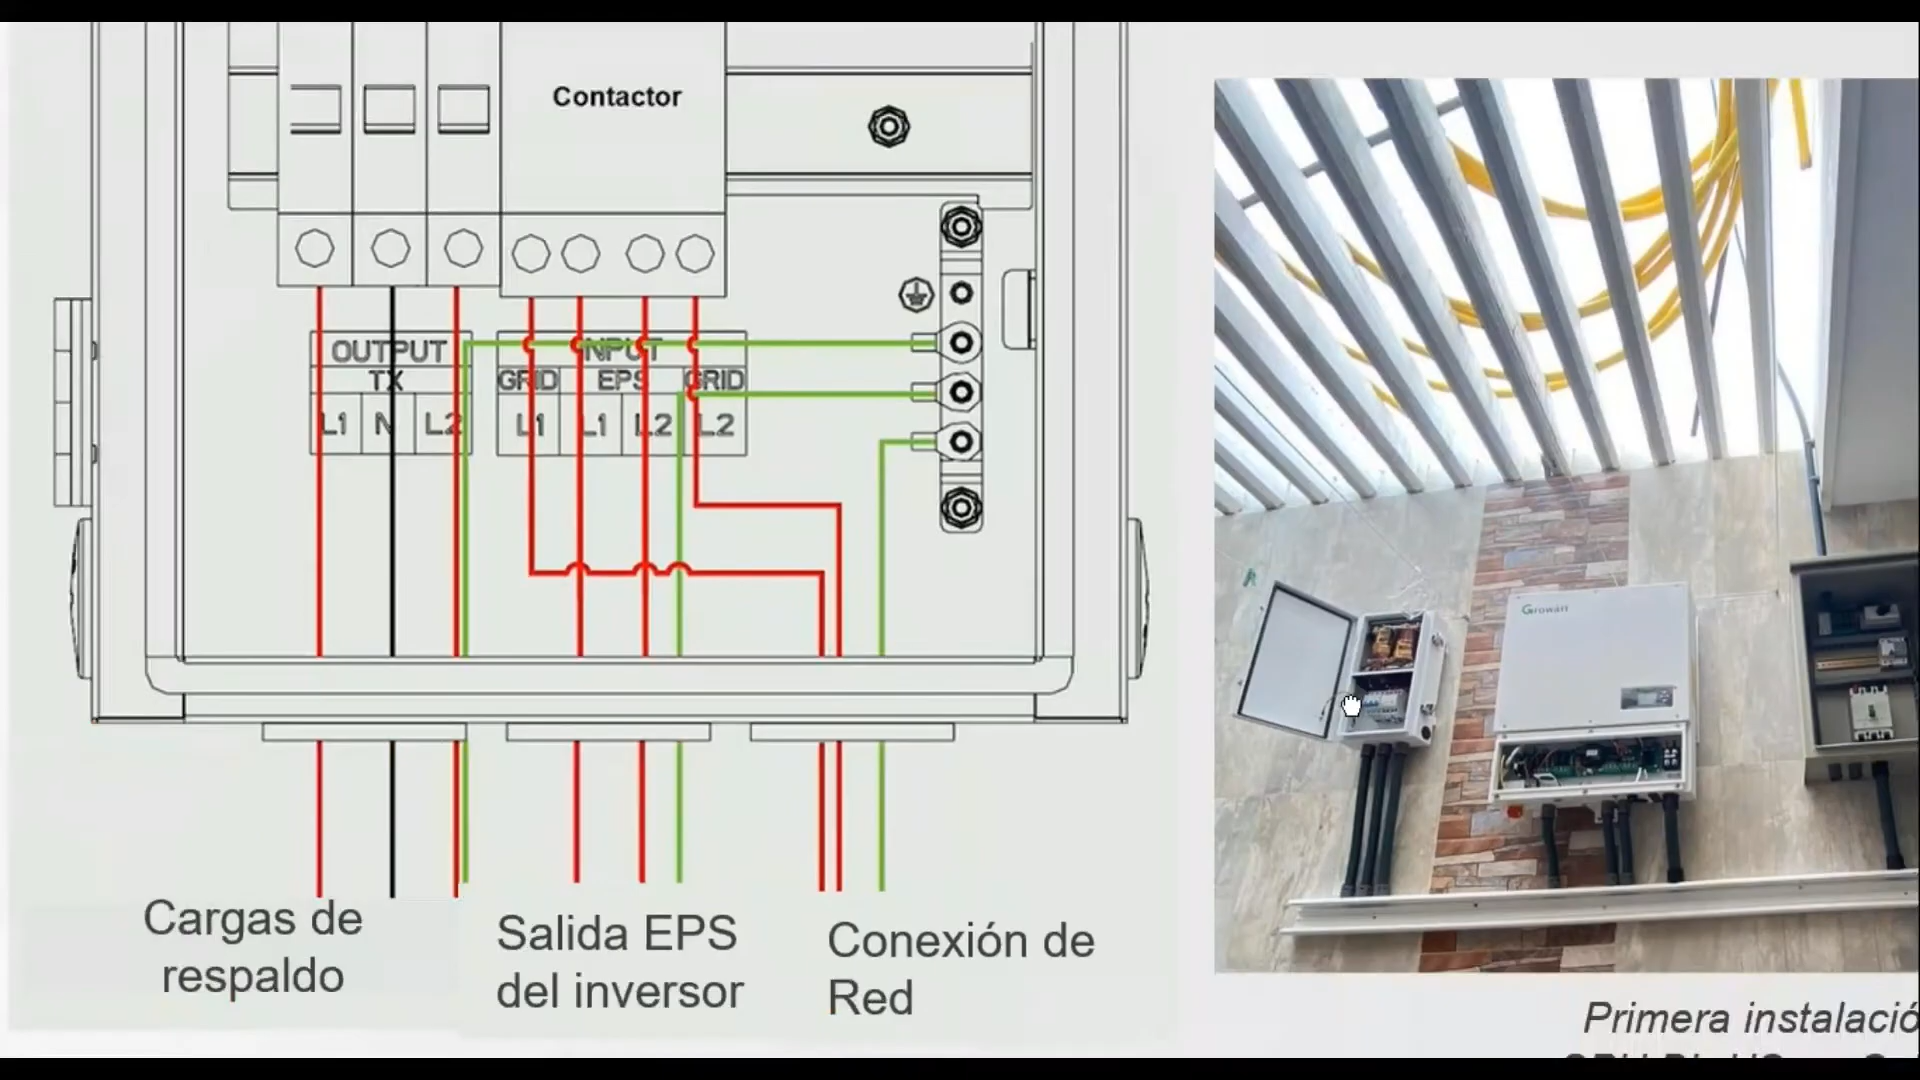 Contactor
OUTPUT
INPUT
TX
GRID
EPS
GRID
L1
N
L2
L1
L1
L2
L2
Growatt
Cargas de
respaldo
Salida EPS
del inversor
Conexión de
Red
Primera instalació